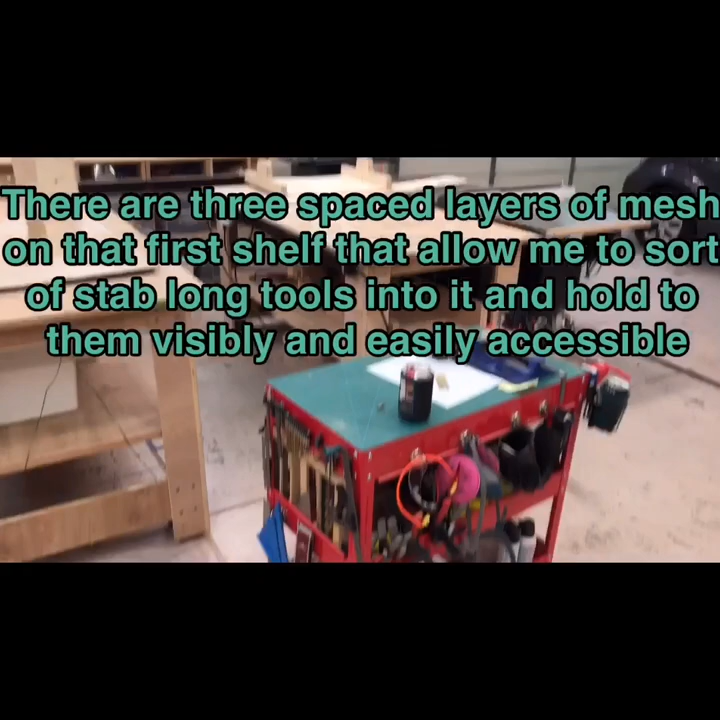 There are three spaced layers of mesh
on that first shelf that allow me to sort
of stab long tools into it and hold to
them visibly and easily accessible